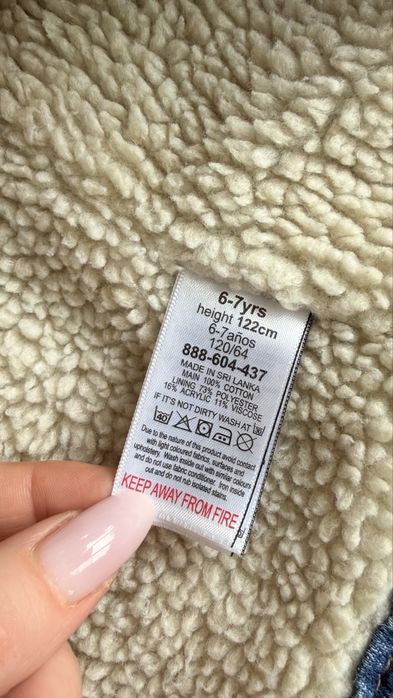 6-7yrs
height 122cm
6-7años
120/64
888-604-437
MADE IN SRI LANKA
MAIN 100% COTTON
LINING 73% POLYESTER
16% ACRYLIC 11% VISCOSE
IF IT'S NOT DIRTY WASH AT 30
40
Due to the nature of this product avoid contact
with light coloured fabrics, surfaces and
upholstery. Wash inside out with similar colours
and do not use fabric conditioner. Iron inside
out and do not rub isolated stains.
KEEP AWAY FROM FIRE